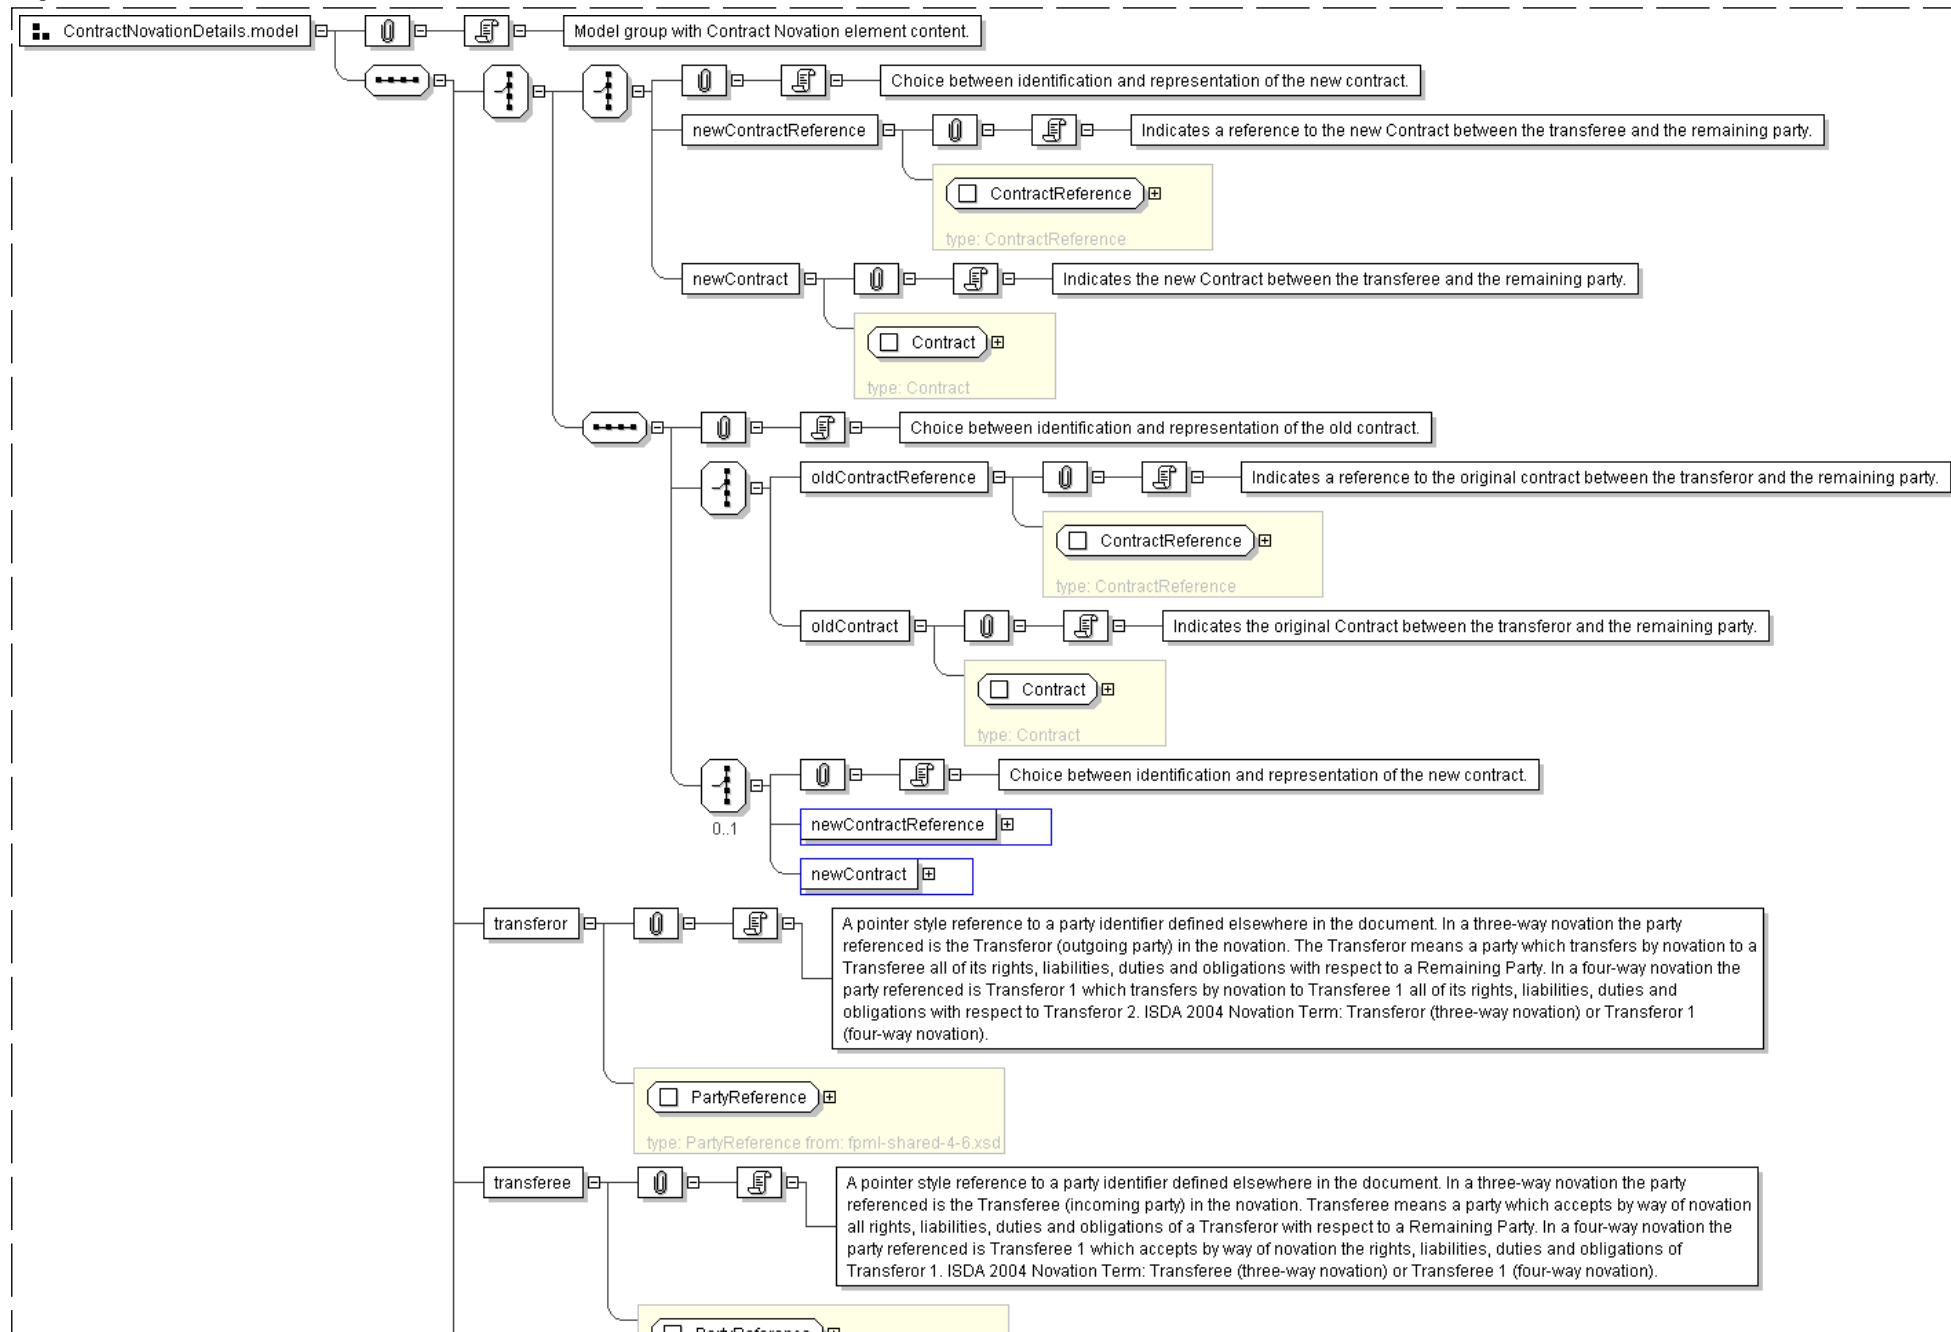 ContractNovationDetails.model
Model group with Contract Novation element content.
Choice between identification and representation of the new contract.
newContractReference
Indicates a reference to the new Contract between the transferee and the remaining party.
ContractReference
type: ContractReference
newContract
Indicates the new Contract between the transferee and the remaining party.
Contract
type: Contract
Choice between identification and representation of the old contract.
oldContractReference
Indicates a reference to the original contract between the transferor and the remaining party.
ContractReference
type: ContractReference
oldContract
Indicates the original Contract between the transferor and the remaining party.
Contract
type: Contract
Choice between identification and representation of the new contract.
0..1
newContractReference
newContract
transferor
A pointer style reference to a party identifier defined elsewhere in the document. In a three-way novation the party
referenced is the Transferor (outgoing party) in the novation. The Transferor means a party which transfers by novation to a
Transferee all of its rights, liabilities, duties and obligations with respect to a Remaining Party. In a four-way novation the
party referenced is Transferor 1 which transfers by novation to Transferee 1 all of its rights, liabilities, duties and
obligations with respect to Transferor 2. ISDA 2004 Novation Term: Transferor (three-way novation) or Transferor 1
(four-way novation).
PartyReference
type: PartyReference from: fpml-shared-4-6.xsd
transferee
A pointer style reference to a party identifier defined elsewhere in the document. In a three-way novation the party
referenced is the Transferee (incoming party) in the novation. Transferee means a party which accepts by way of novation
all rights, liabilities, duties and obligations of a Transferor with respect to a Remaining Party. In a four-way novation the
party referenced is Transferee 1 which accepts by way of novation the rights, liabilities, duties and obligations of
Transferor 1. ISDA 2004 Novation Term: Transferee (three-way novation) or Transferee 1 (four-way novation).
PartyReference